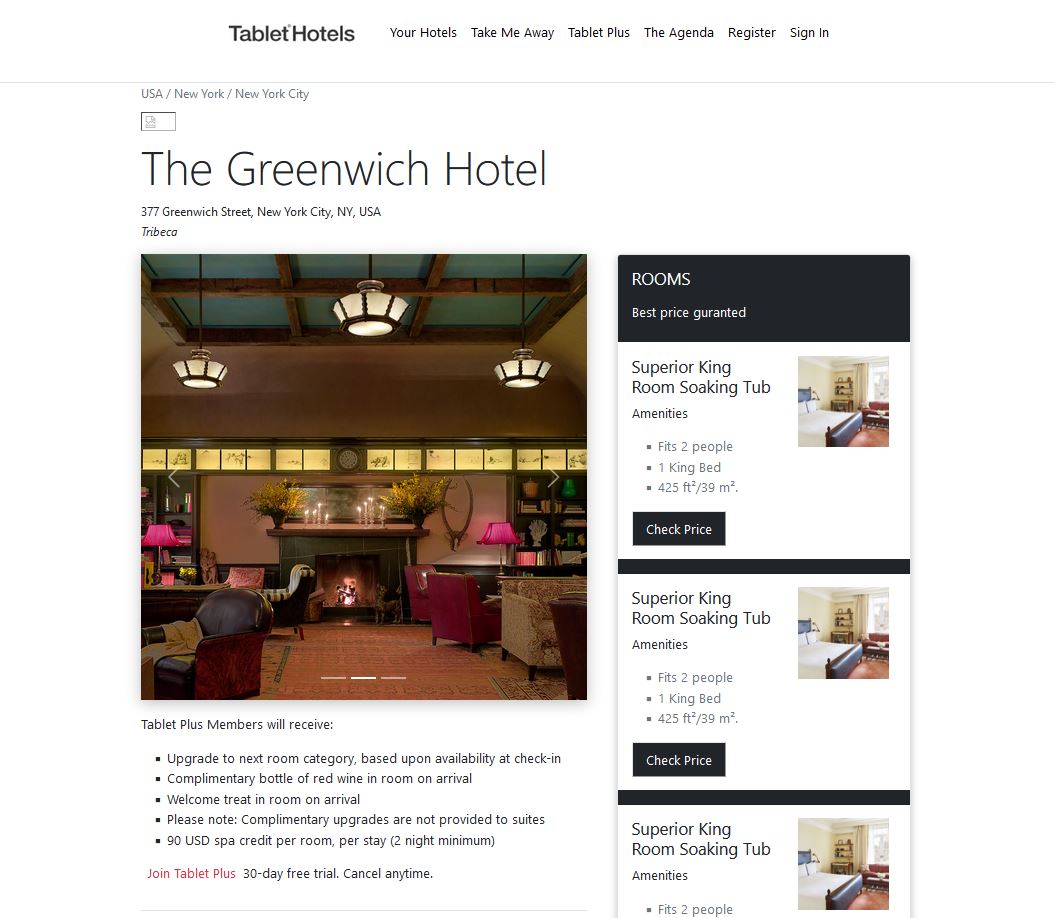 Tablet Hotels
Your Hotels Take Me Away Tablet Plus The Agenda Register Sign In
USA / New York / New York City
The Greenwich Hotel
377 Greenwich Street, New York City, NY, USA
Tribeca
Tablet Plus Members will receive:
▪ Upgrade to next room category, based upon availability at check-in
▪ Complimentary bottle of red wine in room on arrival
▪ Welcome treat in room on arrival
▪ Please note: Complimentary upgrades are not provided to suites
▪ 90 USD spa credit per room, per stay (2 night minimum)
Join Tablet Plus 30-day free trial. Cancel anytime.
ROOMS
Best price guranted
Superior King
Room Soaking Tub
Amenities
▪ Fits 2 people
▪ 1 King Bed
▪ 425 ft²/39 m².
Check Price
Superior King
Room Soaking Tub
Amenities
▪ Fits 2 people
▪ 1 King Bed
▪ 425 ft²/39 m².
Check Price
Superior King
Room Soaking Tub
Amenities
▪ Fits 2 people